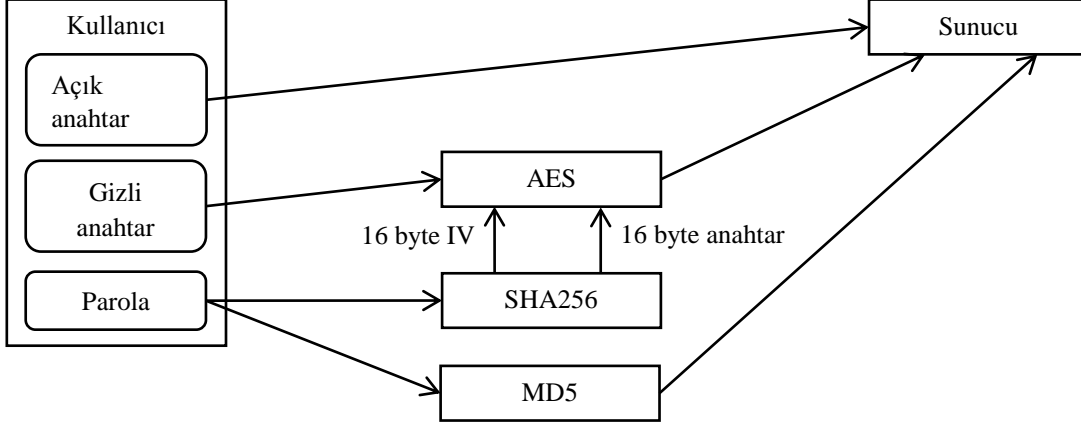 Kullanıcı
Sunucu
Açık
anahtar
Gizli
anahtar
AES
16 byte IV
16 byte anahtar
Parola
SHA256
MD5